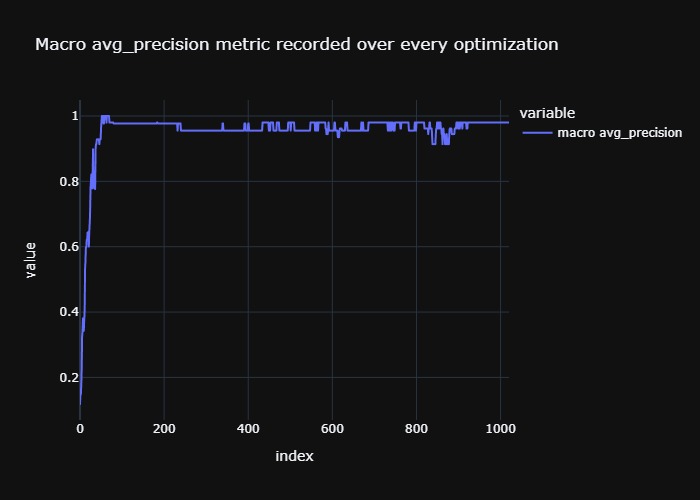 Macro avg_precision metric recorded over every optimization
variable
macro avg_precision
value
1
0.8
0.6
0.4
0.2
0 200 400 600 800 1000
index